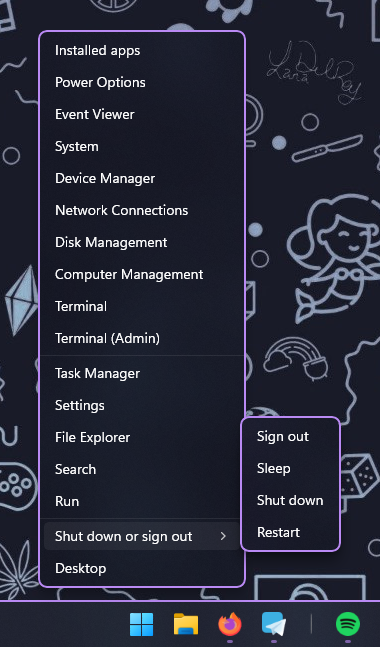 Lana
Del Rey
Installed apps
Power Options
Event Viewer
System
Device Manager
Network Connections
Disk Management
Computer Management
Terminal
Terminal (Admin)
Task Manager
Settings
File Explorer
Search
Run
Shut down or sign out
Desktop
Sign out
Sleep
Shut down
Restart